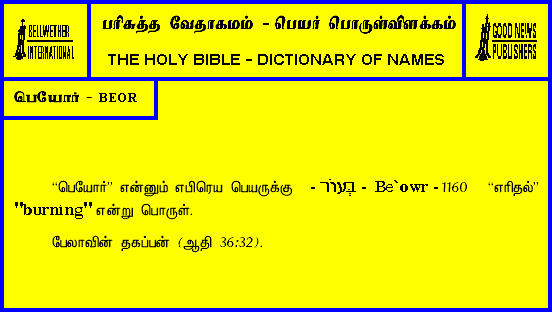 BELLWETHER
INTERNATIONAL
பரிசுத்த வேதாகமம் - பெயர் பொருள்விளக்கம்
THE HOLY BIBLE - DICTIONARY OF NAMES
GOOD NEWS
PUBLISHERS
பெயோர் - BEOR
“பெயோர்” என்னும் எபிரெய பெயருக்கு - בְּעוֹר - Be`owr - 1160 “எரிதல்”
"burning" என்று பொருள்.
பேலாவின் தகப்பன் (ஆதி 36:32).